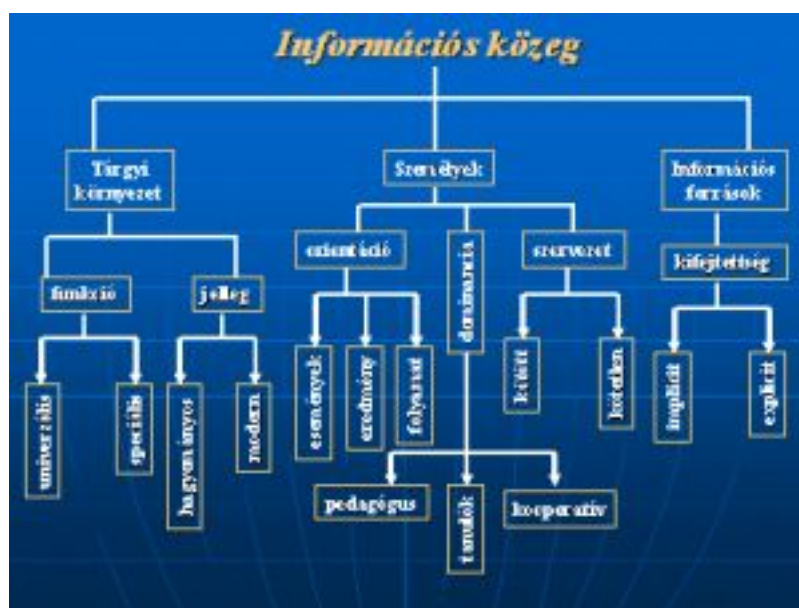 Információs közeg
Tárgyi
környezet
Személyek
Információs
források
orientáció
dominancia
szervezet
kifejtettség
funkció
jelleg
események
eredmény
folyamat
kötött
kötetlen
implicit
explicit
univerzális
speciális
hagyományos
modern
pedagógus
tanulók
kooperatív